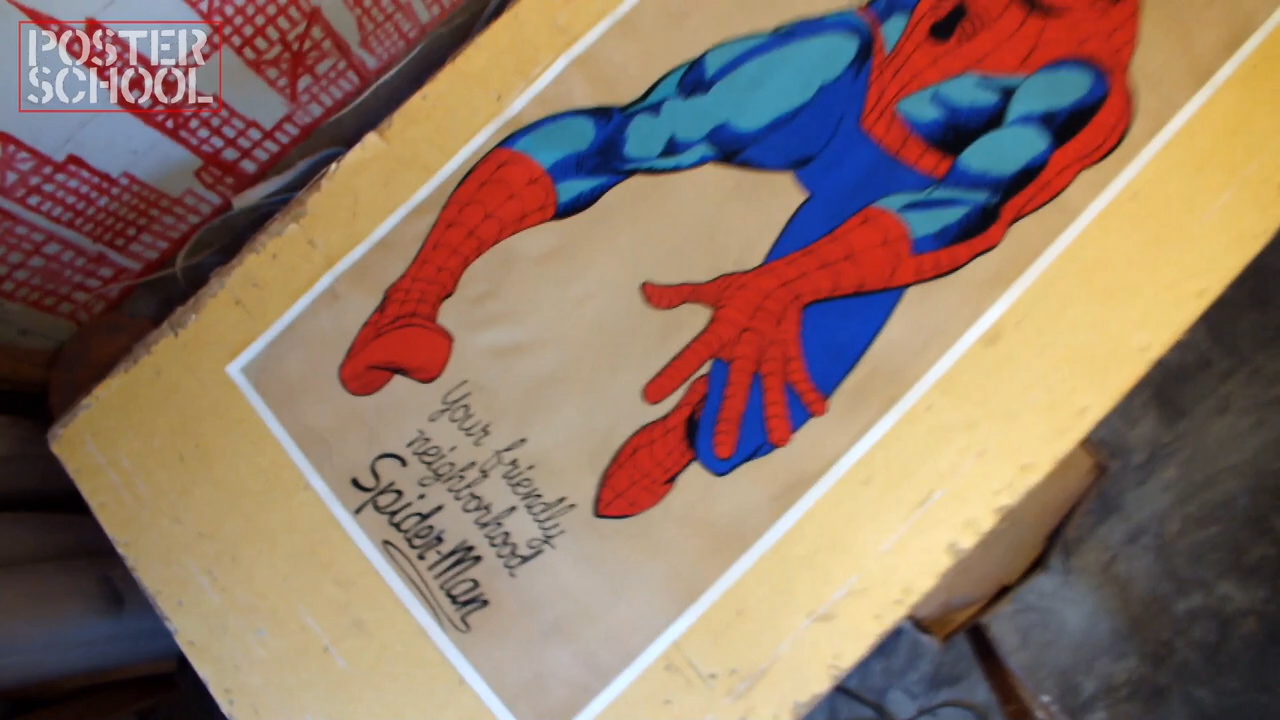 POSTER
SCHOOL
Your friendly
neighborhood
Spider-Man